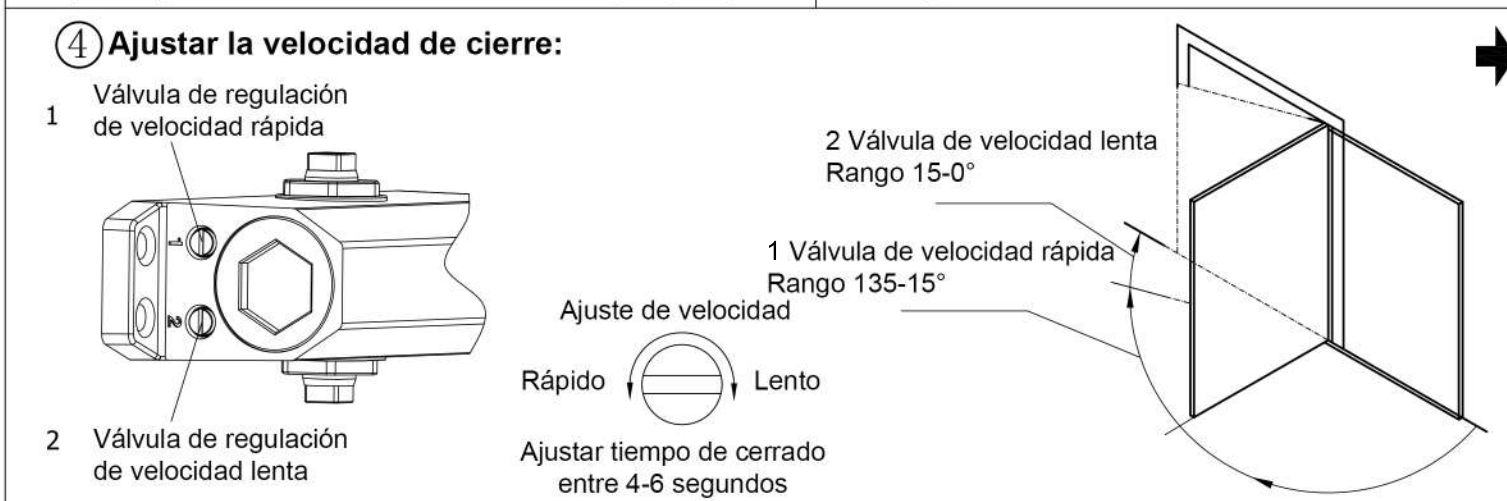 ④ Ajustar la velocidad de cierre:
1
Válvula de regulación
de velocidad rápida
1
2
2
Válvula de regulación
de velocidad lenta
Ajuste de velocidad
Rápido
Lento
Ajustar tiempo de cerrado
entre 4-6 segundos
2 Válvula de velocidad lenta
Rango 15-0°
1 Válvula de velocidad rápida
Rango 135-15°